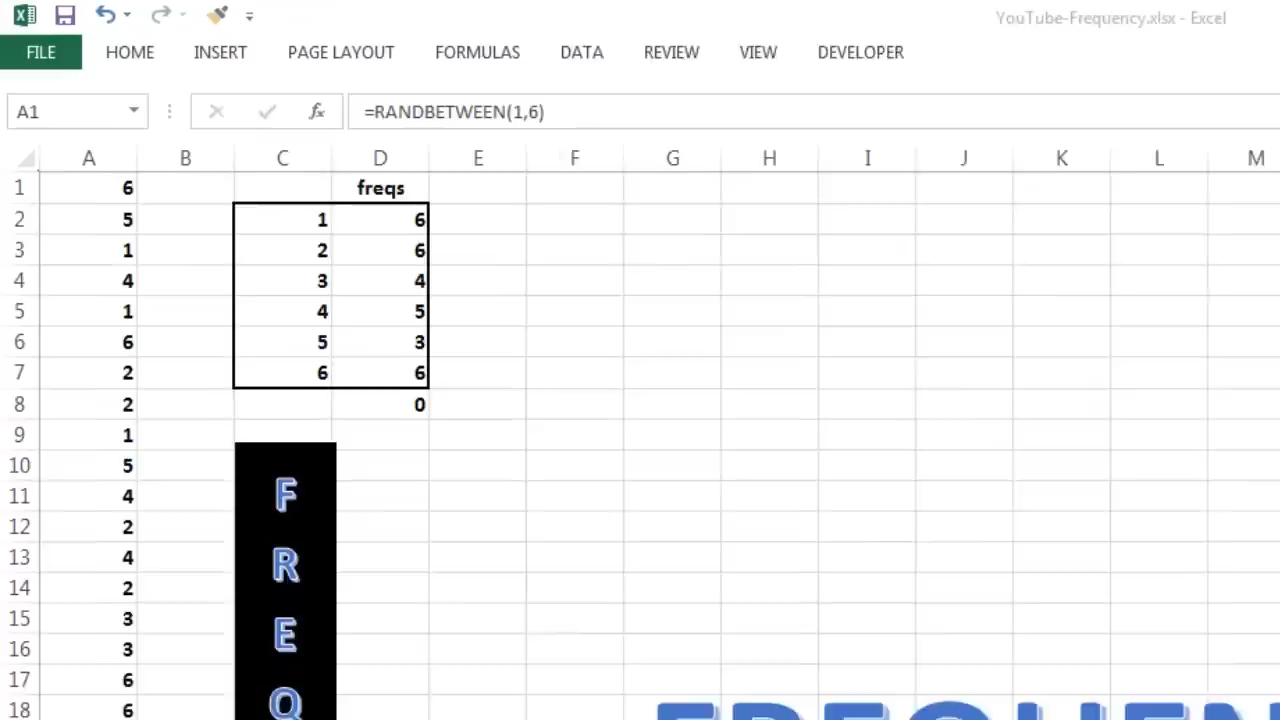 YouTube-Frequency.xlsx - Excel
FILE HOME INSERT PAGE LAYOUT FORMULAS DATA REVIEW VIEW DEVELOPER
A1 fx =RANDBETWEEN(1,6)
A B C D E F G H I J K L M
1 6 freqs
2 5 1 6
3 1 2 6
4 4 3 4
5 1 4 5
6 6 5 3
7 2 6 6
8 2 0
9 1
10 5
11 4 F
12 2
13 4 R
14 2
15 3 E
16 3
17 6 Q
18 6 FREQUEN